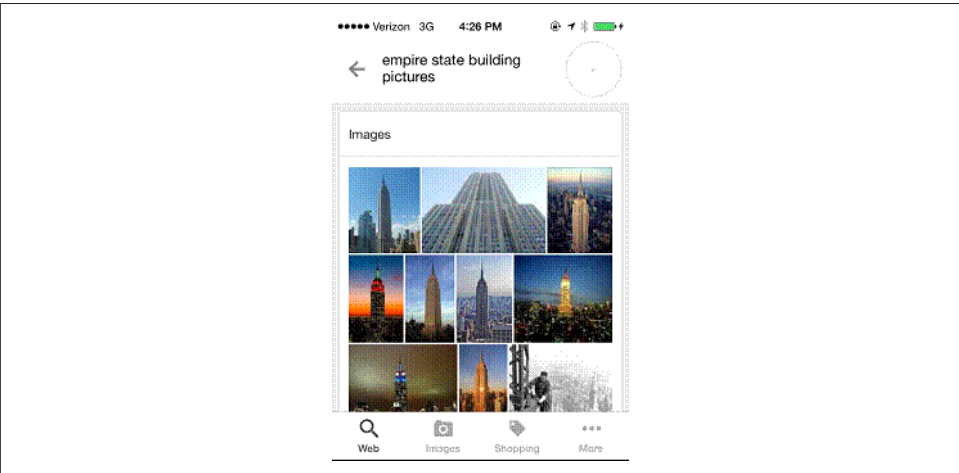 Verizon 3G 4:26 PM
empire state building
pictures
Images
Web Images Shopping More